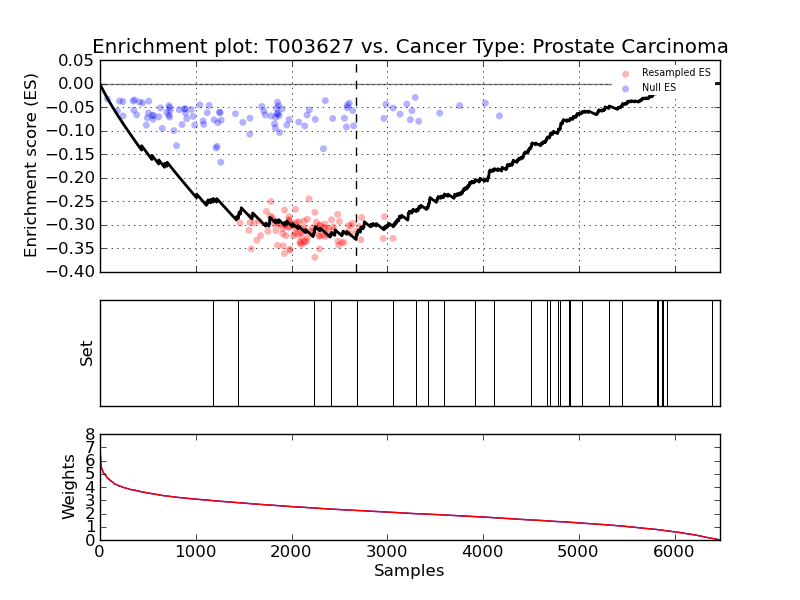 Enrichment plot: T003627 vs. Cancer Type: Prostate Carcinoma
Enrichment score (ES)
0.05
0.00
−0.05
−0.10
−0.15
−0.20
−0.25
−0.30
−0.35
−0.40
Resampled ES
Null ES
Set
Weights
8
7
6
5
4
3
2
1
0
0 1000 2000 3000 4000 5000 6000
Samples